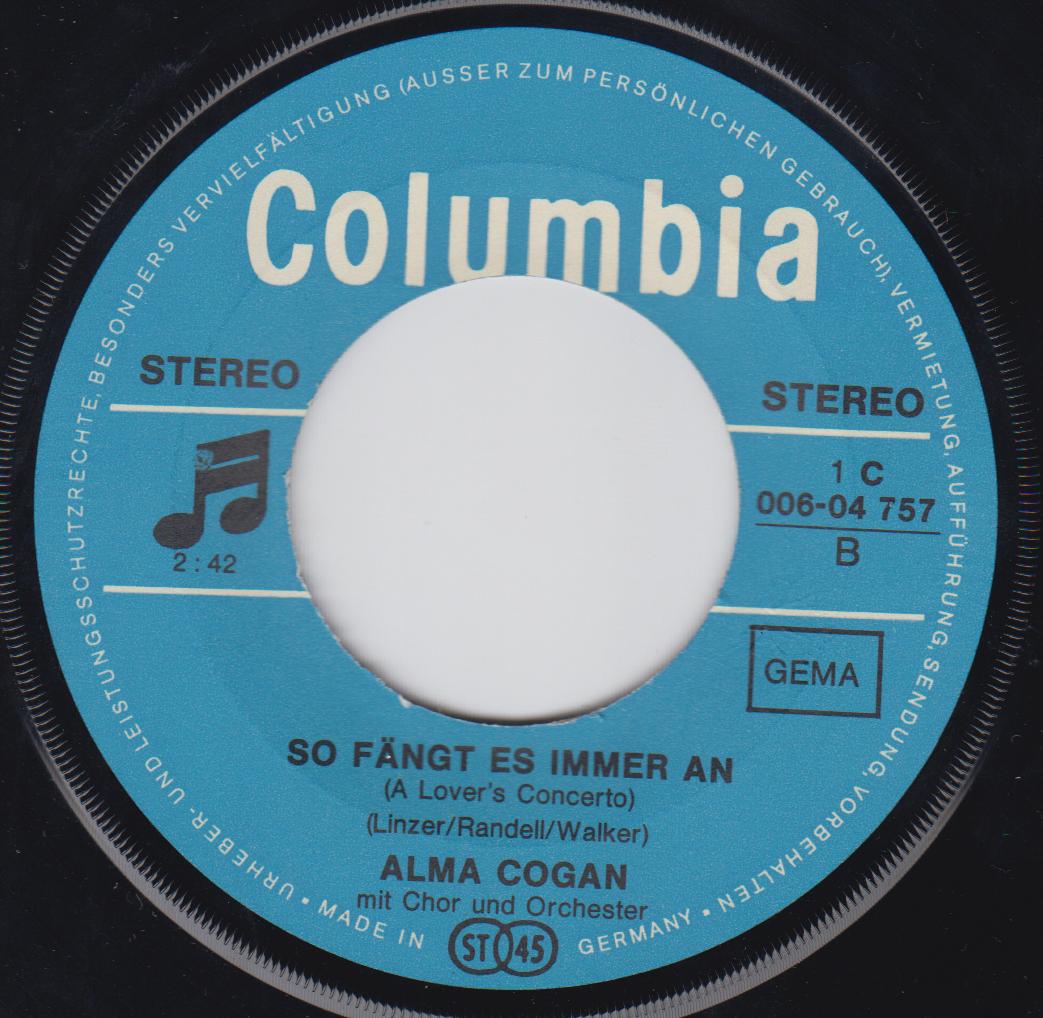 URHEBER- UND LEISTUNGSSCHUTZRECHTE, BESONDERS VERVIELFÄLTIGUNG (AUSSER ZUM PERSÖNLICHEN GEBRAUCH), VERMIETUNG, AUFFÜHRUNG, SENDUNG, VORBEHALTEN •
Columbia
STEREO
STEREO
2:42
1 C
006-04 757
B
GEMA
SO FÄNGT ES IMMER AN
(A Lover's Concerto)
(Linzer/Randell/Walker)
ALMA COGAN
mit Chor und Orchester
• MADE IN
ST 45
GERMANY